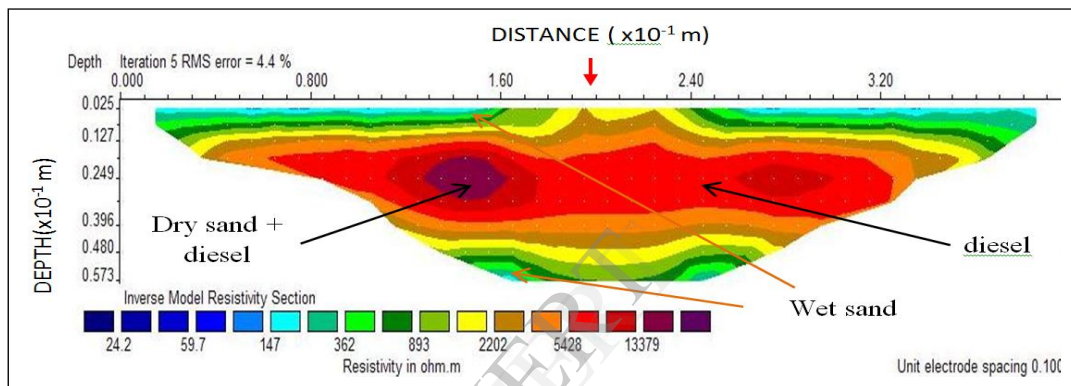 DISTANCE ( x10-1 m)
Depth Iteration 5 RMS error = 4.4 %
0.000 0.800 1.60 2.40 3.20
0.025
0.127
0.249
0.396
0.480
0.573
DEPTH(x10-1 m)
Dry sand +
diesel
diesel
Wet sand
Inverse Model Resistivity Section
24.2 59.7 147 362 893 2202 5428 13379
Resistivity in ohm.m
Unit electrode spacing 0.100